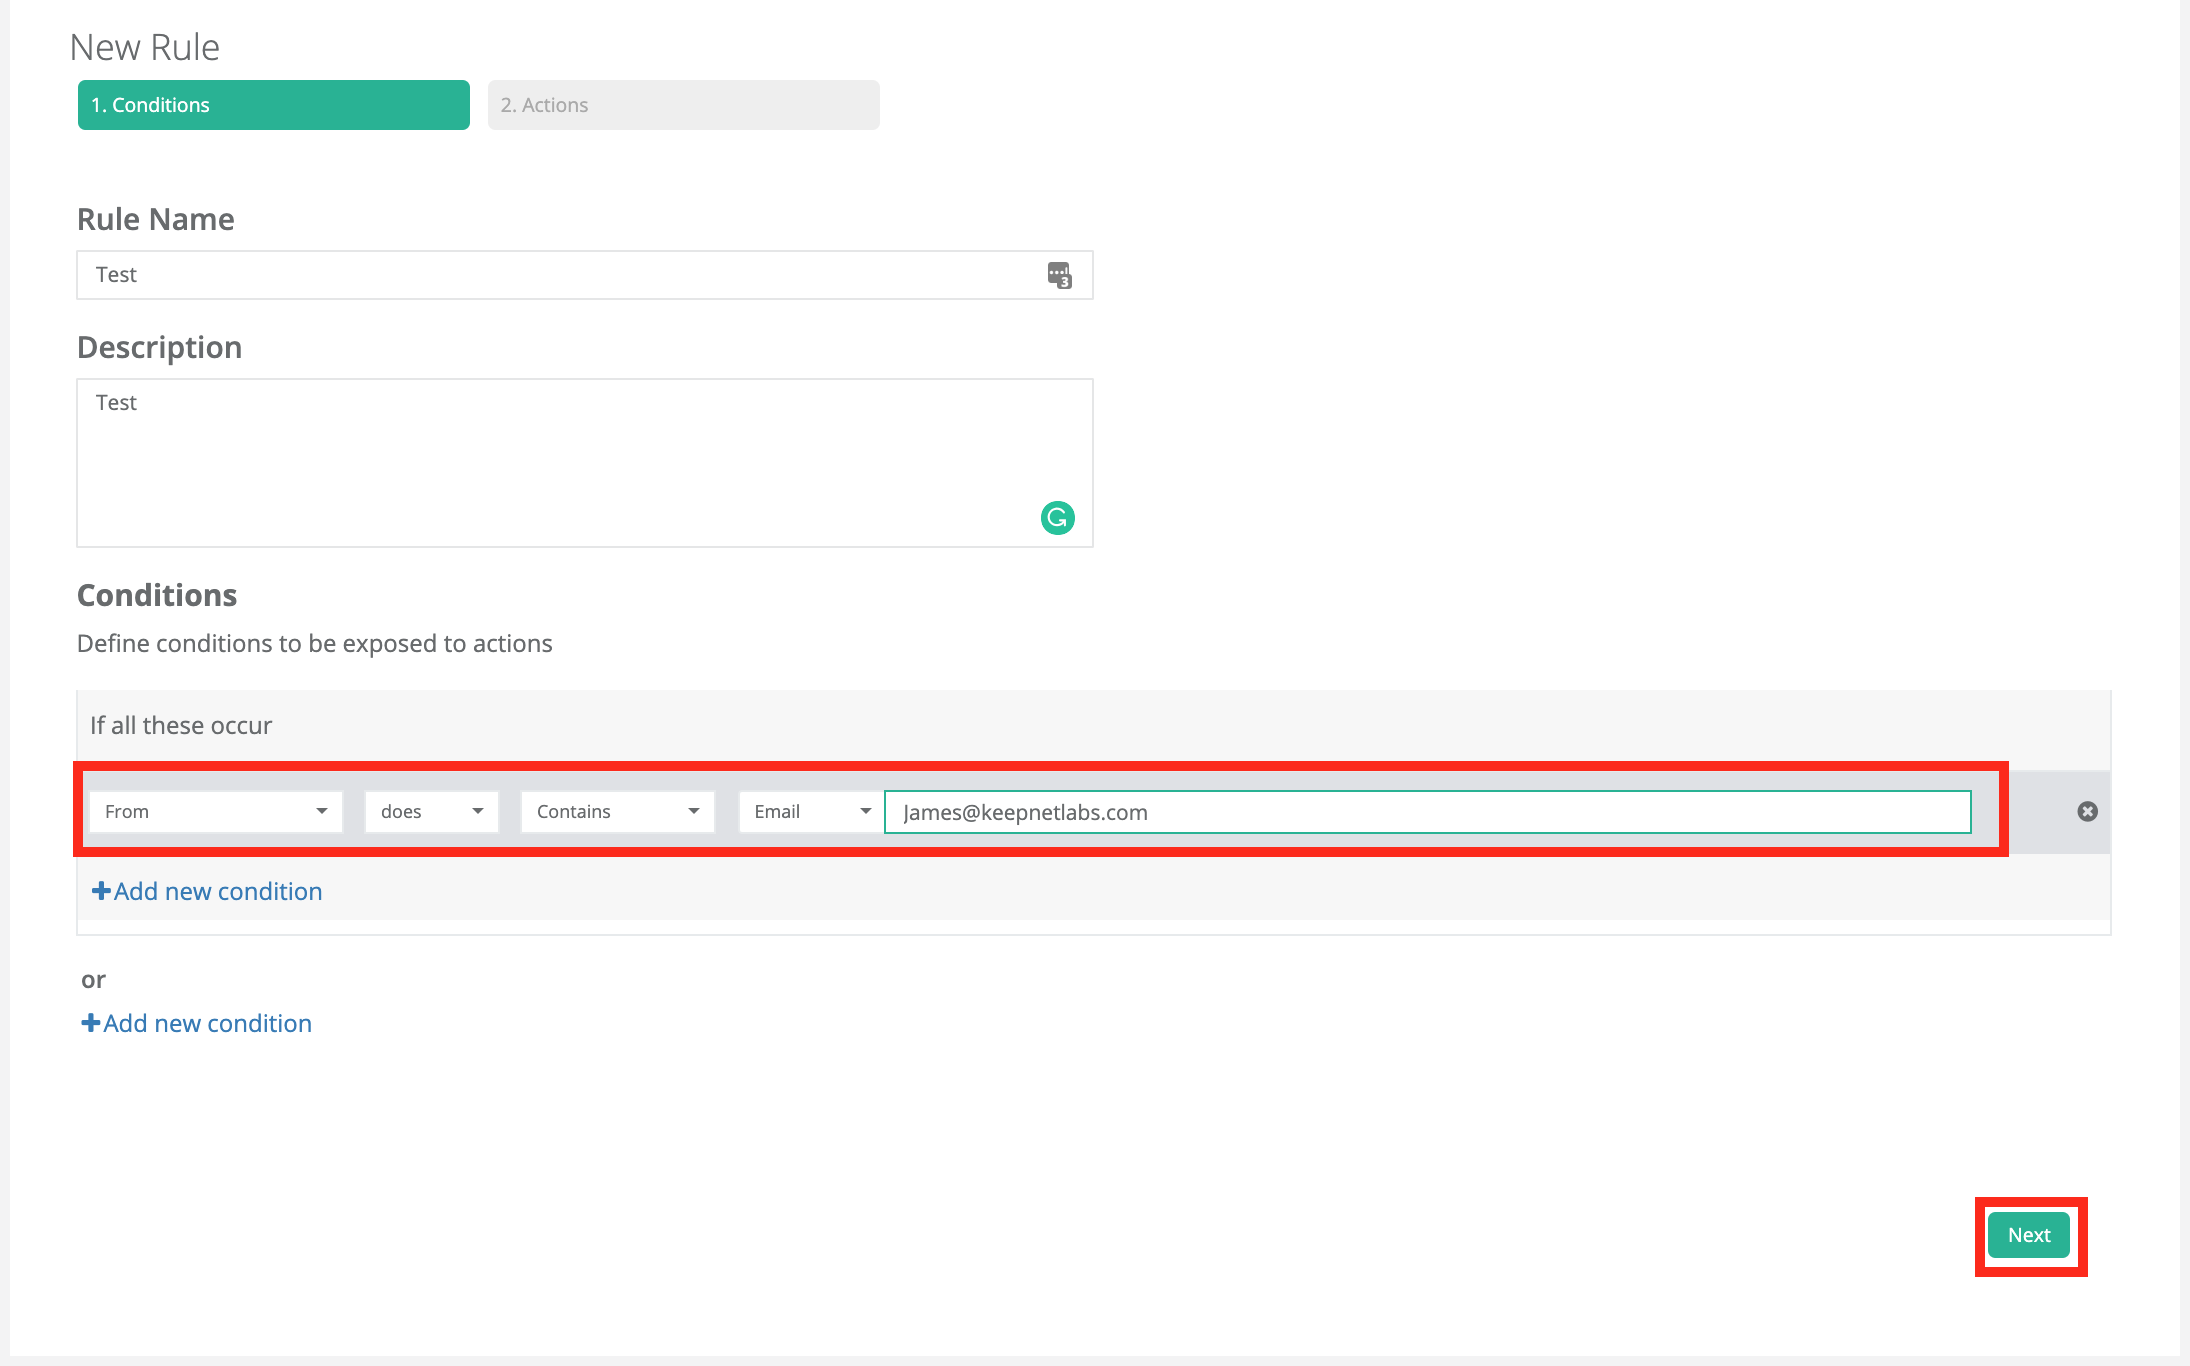 New Rule
1. Conditions
2. Actions
Rule Name
Test
3
Description
Test
Conditions
Define conditions to be exposed to actions
If all these occur
From does Contains Email James@keepnetlabs.com
Add new condition
or
Add new condition
Next